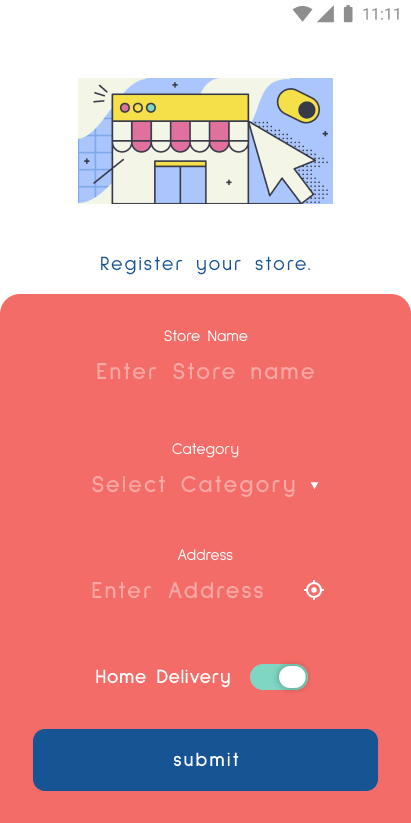 11:11
Register your store.
Store Name
Enter Store name
Category
Select Category
Address
Enter Address
Home Delivery
submit